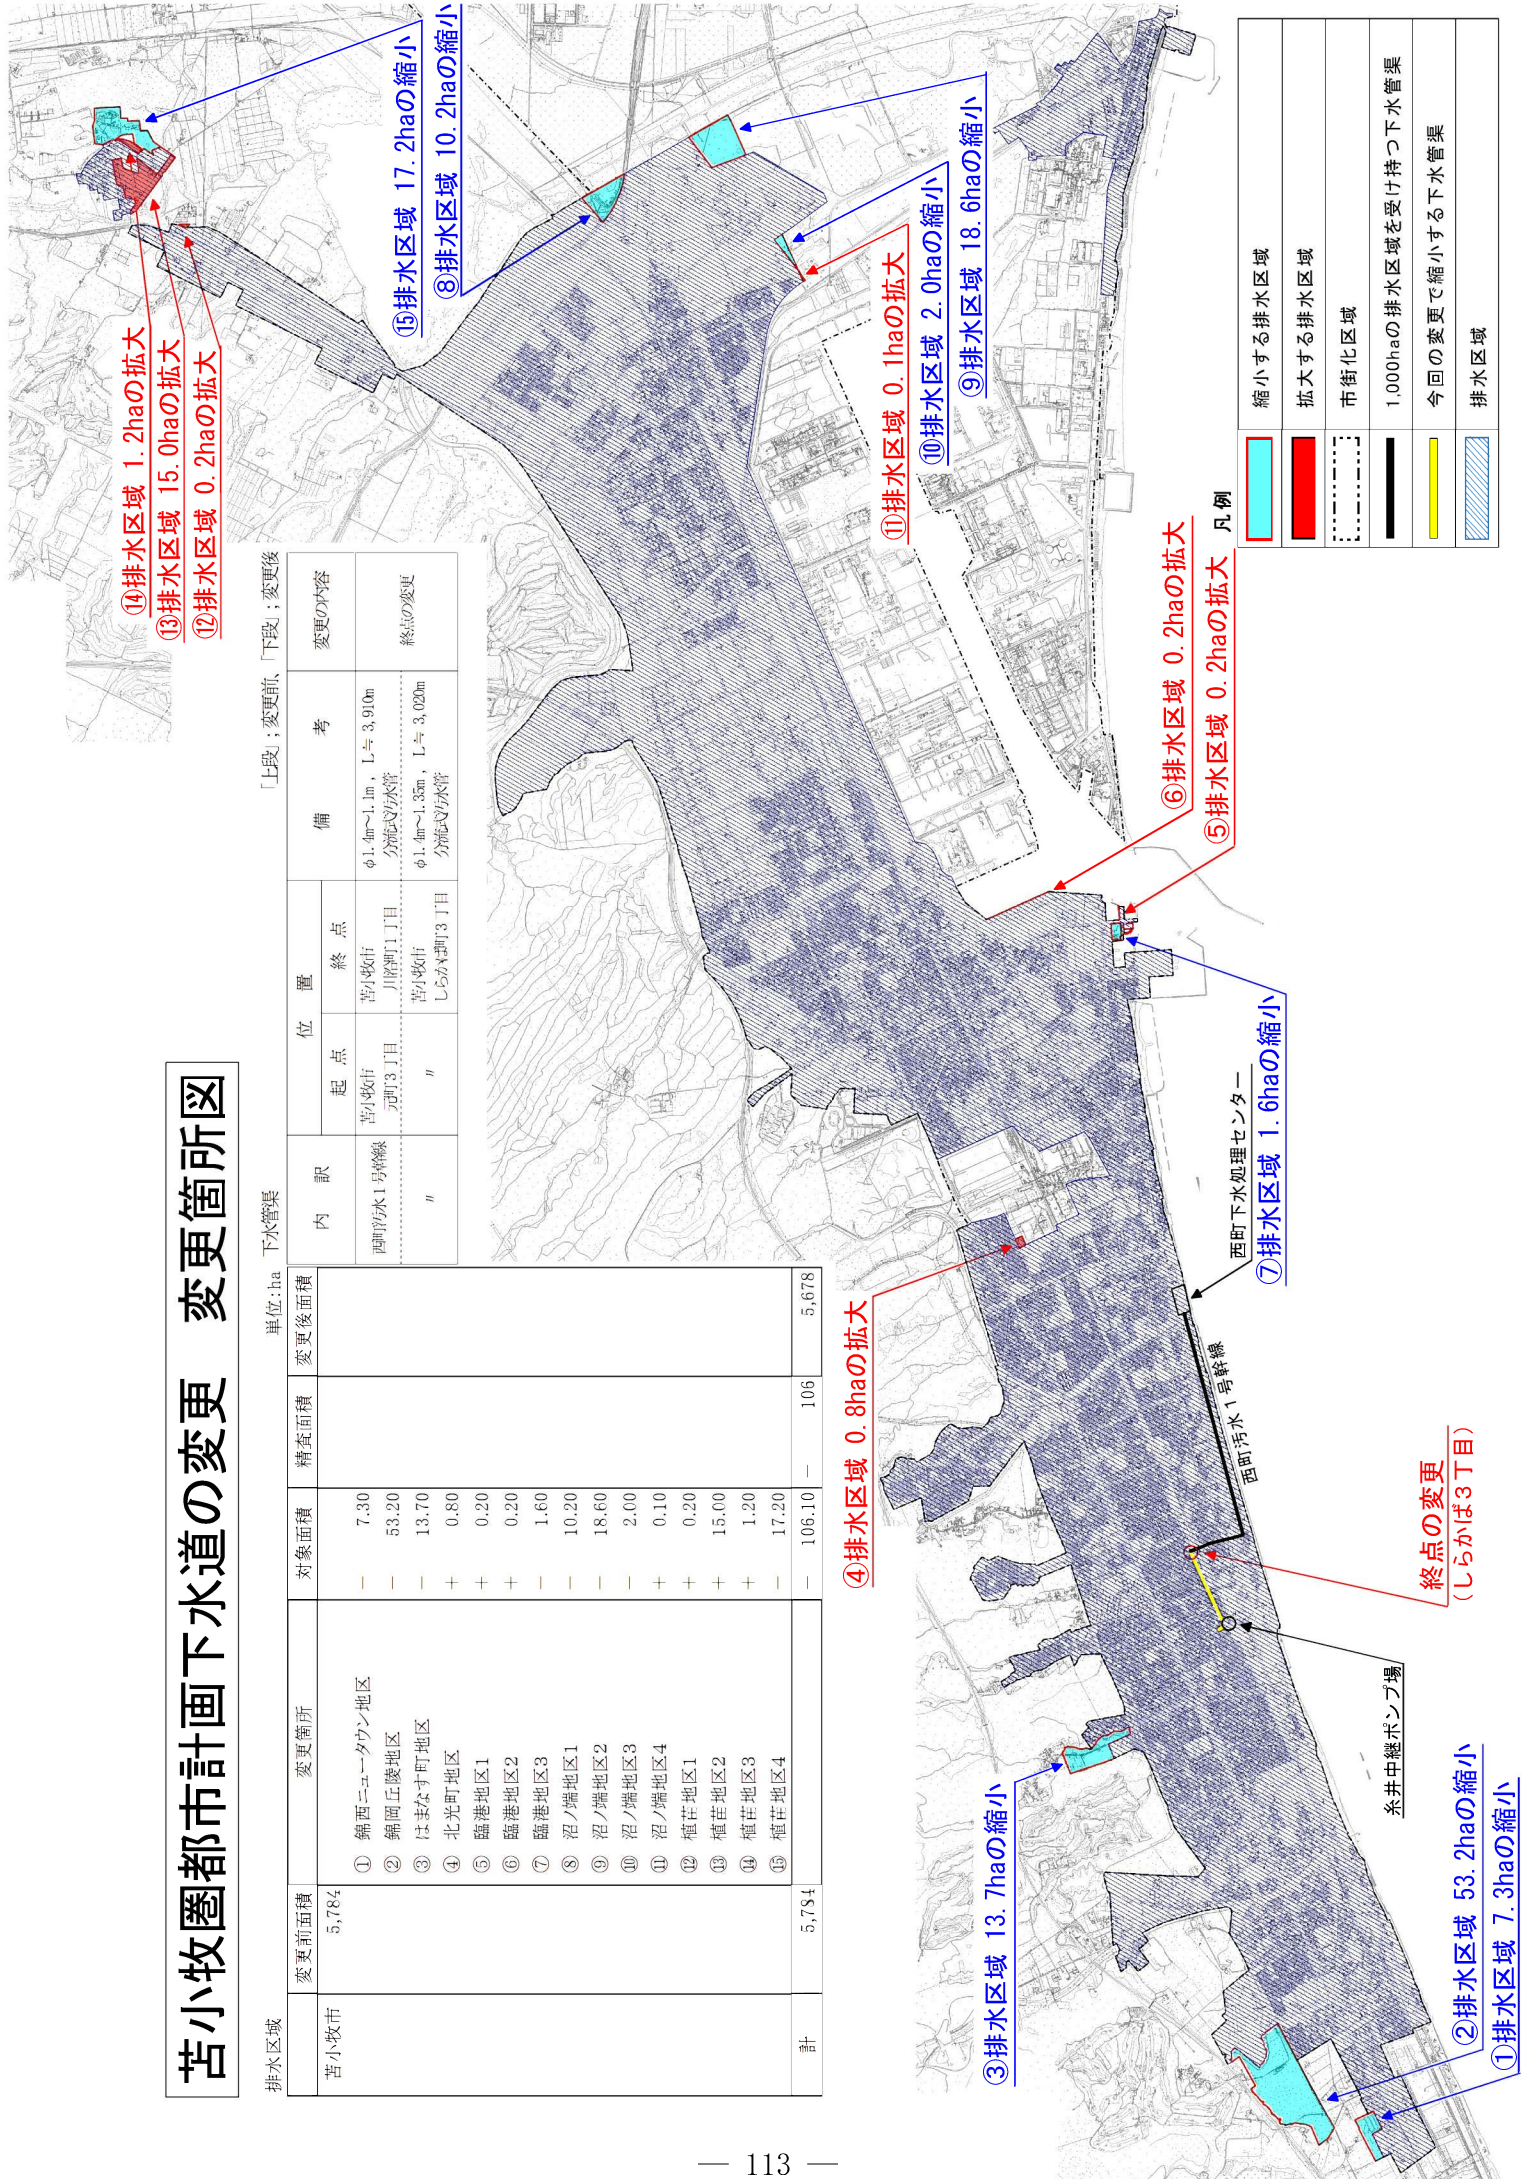 苫小牧圏都市計画下水道の変更　変更箇所図
排水区域
単位：ha
変更前面積 変更箇所 対象面積 精査面積 変更後面積
苫小牧市 5,784
① 錦西ニュータウン地区 － 7.30
② 錦岡丘陵地区 － 53.20
③ はまなす町地区 － 13.70
④ 北光町地区 ＋ 0.80
⑤ 臨港地区1 ＋ 0.20
⑥ 臨港地区2 ＋ 0.20
⑦ 臨港地区3 － 1.60
⑧ 沼ノ端地区1 － 10.20
⑨ 沼ノ端地区2 － 18.60
⑩ 沼ノ端地区3 － 2.00
⑪ 沼ノ端地区4 ＋ 0.10
⑫ 植苗地区1 ＋ 0.20
⑬ 植苗地区2 ＋ 15.00
⑭ 植苗地区3 ＋ 1.20
⑮ 植苗地区4 － 17.20
計 5,784 － 106.10 － 106 5,678
下水管渠
「上段」；変更前、「下段」；変更後
内 訳 位 置 備 考 変更の内容
起 点 終 点
西町汚水1号幹線 苫小牧市 元町3丁目 苫小牧市 川沿町1丁目 φ1.4m～1.1m，L≒3,910m 分流式汚水管 終点の変更
〃 〃 苫小牧市 しらかば町3丁目 φ1.4m～1.35m，L≒3,020m 分流式汚水管
⑭排水区域 1.2haの拡大
⑬排水区域 15.0haの拡大
⑫排水区域 0.2haの拡大
⑮排水区域 17.2haの縮小
⑧排水区域 10.2haの縮小
⑪排水区域 0.1haの拡大
⑩排水区域 2.0haの縮小
⑨排水区域 18.6haの縮小
⑥排水区域 0.2haの拡大
⑤排水区域 0.2haの拡大
西町下水処理センター
⑦排水区域 1.6haの縮小
④排水区域 0.8haの拡大
西町汚水1号幹線
終点の変更
（しらかば3丁目）
糸井中継ポンプ場
③排水区域 13.7haの縮小
②排水区域 53.2haの縮小
①排水区域 7.3haの縮小
凡例
縮小する排水区域
拡大する排水区域
市街化区域
1,000haの排水区域を受け持つ下水管渠
今回の変更で縮小する下水管渠
排水区域
― 113 ―